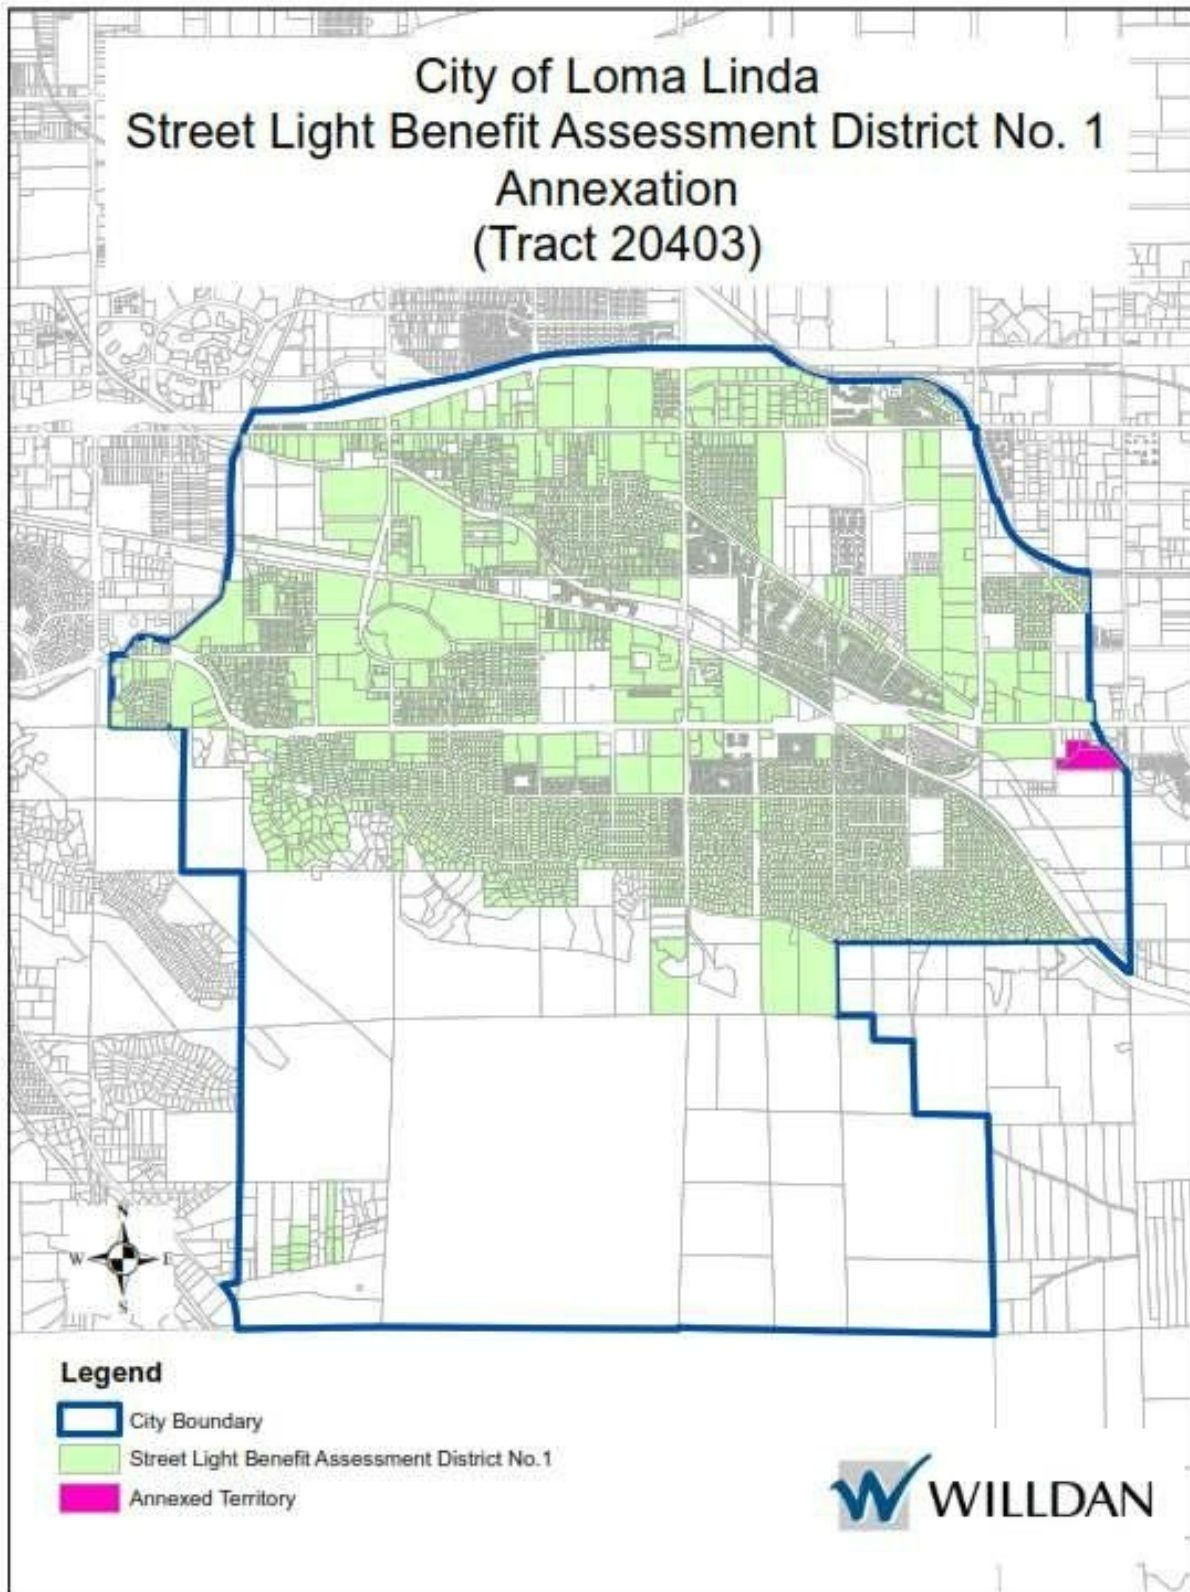 City of Loma Linda
Street Light Benefit Assessment District No. 1
Annexation
(Tract 20403)
N
W E
S
Legend
City Boundary
Street Light Benefit Assessment District No.1
Annexed Territory
WILLDAN